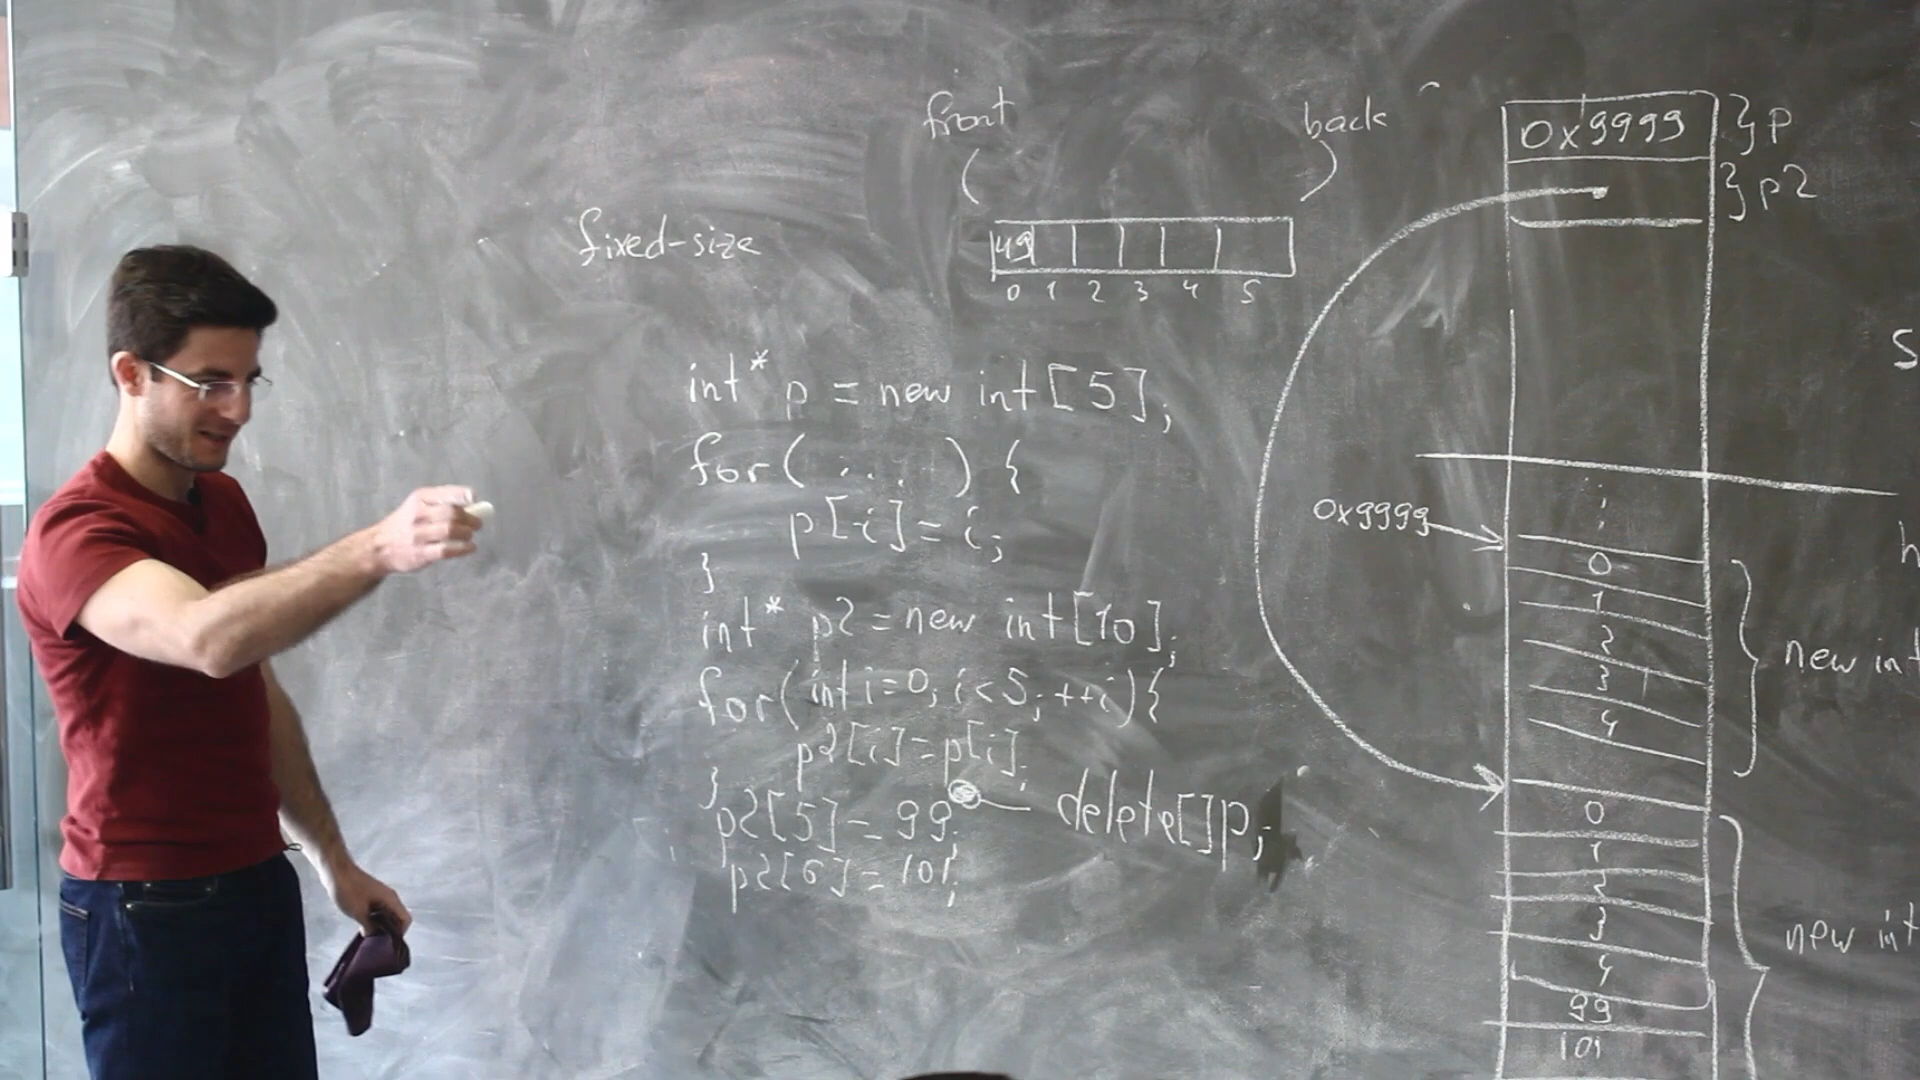 front
back
fixed-size
49
0 1 2 3 4 5
int* p = new int[5];
for( ... ) {
p[i]=i;
}
int* p2=new int[10];
for(int i=0; i<5; ++i){
p2[i]=p[i];
}
p2[5]=99;
p2[6]=101;
delete[]p;
0x9999 } p
} p2
0x9999
0
1
2
3
4
new int
0
1
2
3
4
99
101
new int